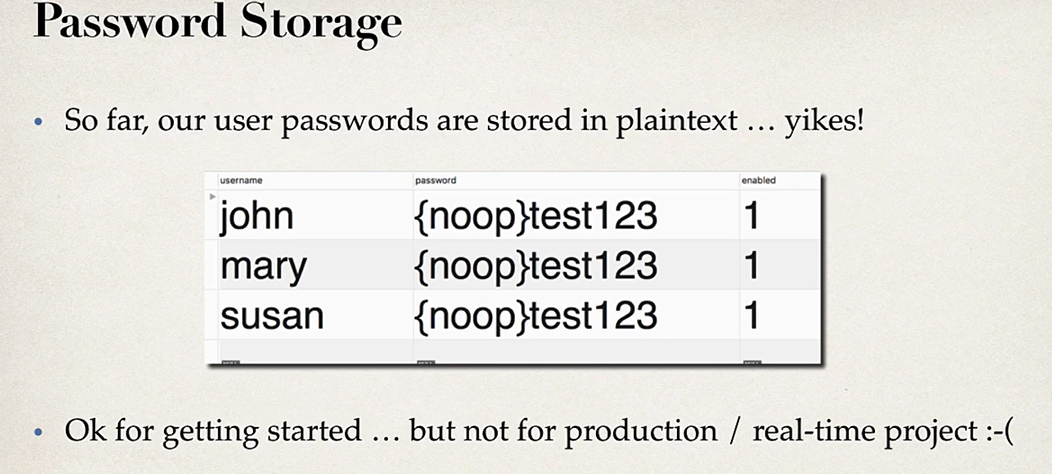 Password Storage
So far, our user passwords are stored in plaintext … yikes!
username password enabled
john {noop}test123 1
mary {noop}test123 1
susan {noop}test123 1
Ok for getting started … but not for production / real-time project :-(